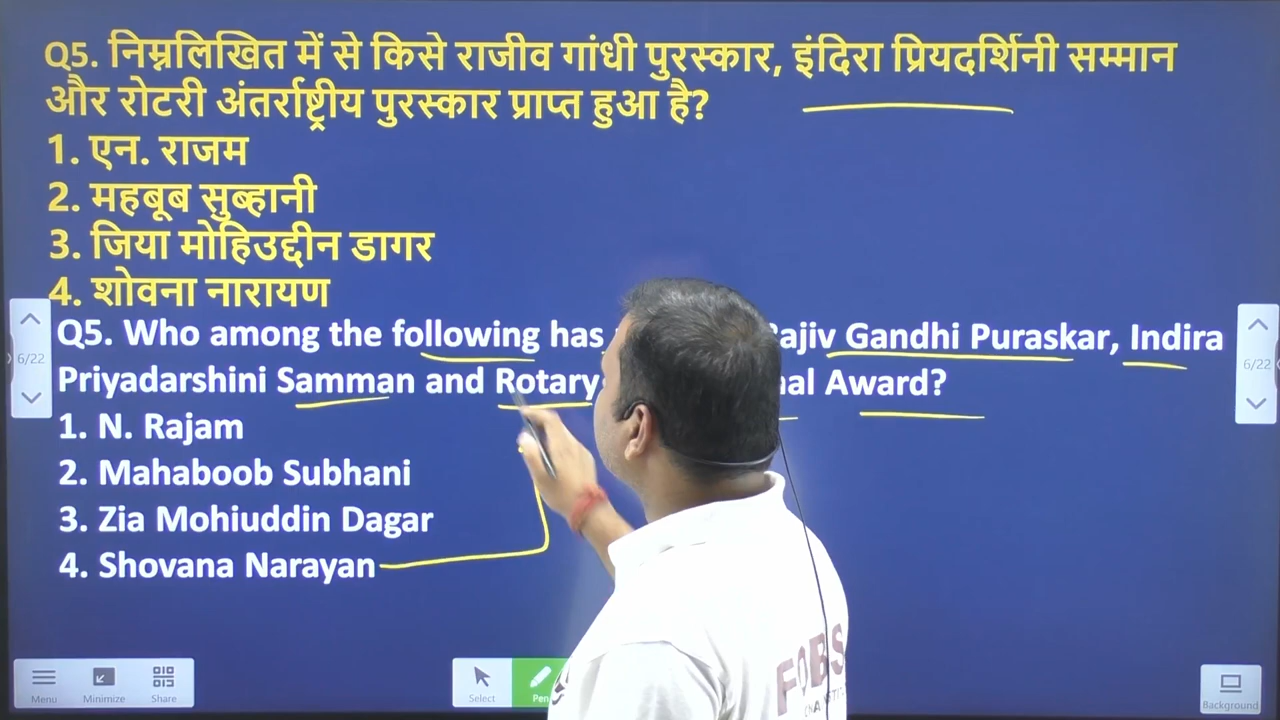 Q5. निम्नलिखित में से किसे राजीव गांधी पुरस्कार, इंदिरा प्रियदर्शिनी सम्मान
और रोटरी अंतर्राष्ट्रीय पुरस्कार प्राप्त हुआ है?
1. एन. राजम
2. महबूब सुब्हानी
3. जिया मोहिउद्दीन डागर
4. शोवना नारायण
Q5. Who among the following has Gandhi Puraskar, Indira
Priyadarshini Samman and Rotary Award?
1. N. Rajam
2. Mahaboob Subhani
3. Zia Mohiuddin Dagar
4. Shovana Narayan
6/22
6/22
Menu Minimize Share
Select Pen
Background